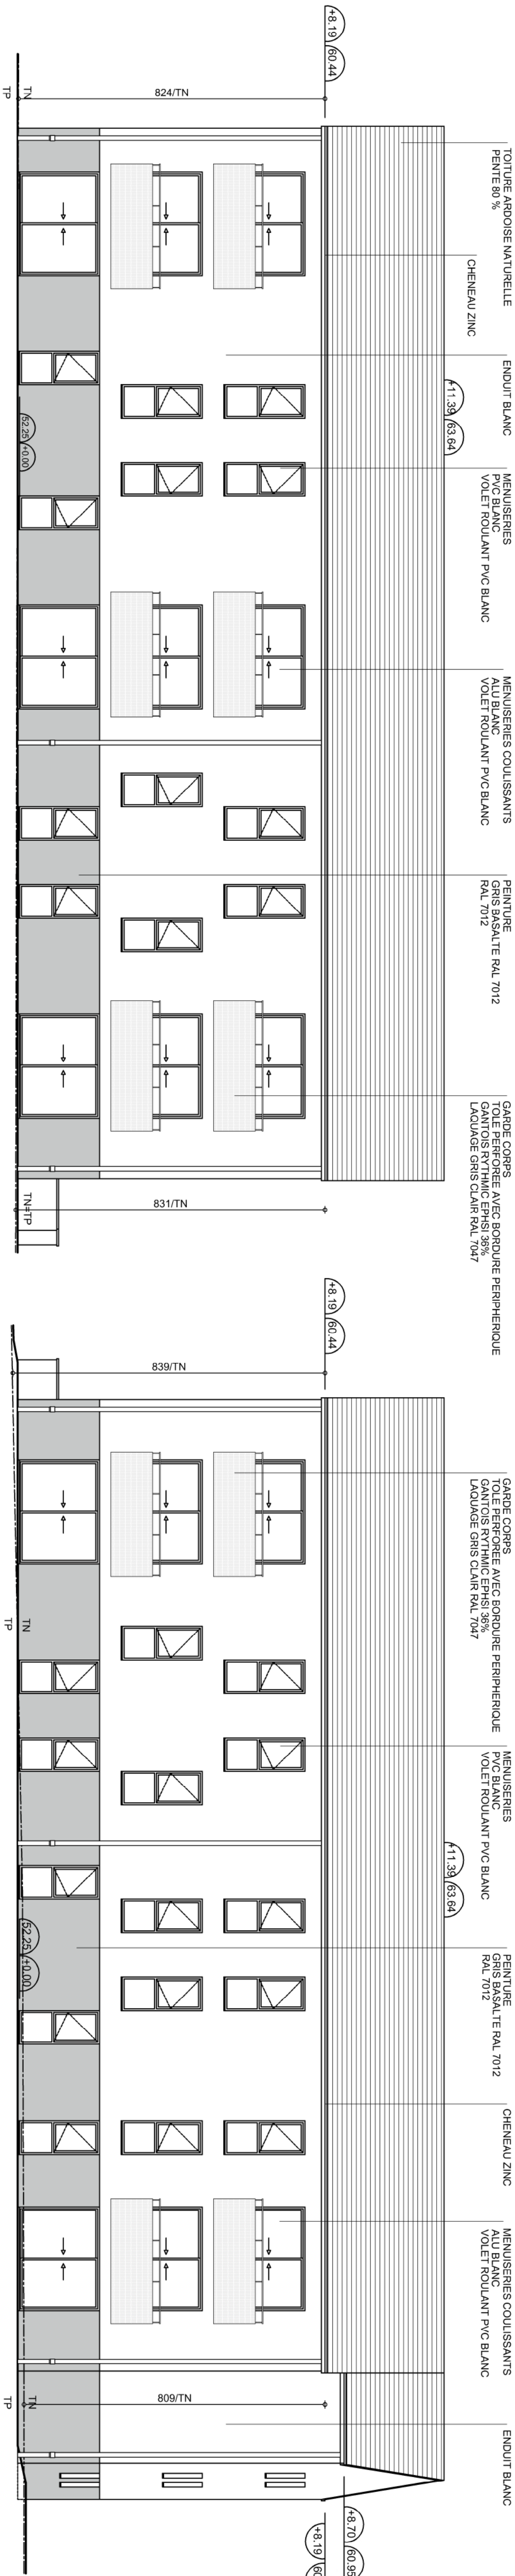 +8.19 60.44
TOITURE ARDOISE NATURELLE
PENTE 80 %
CHENEAU ZINC
ENDUIT BLANC
+11.39 63.64
MENUISERIES
PVC BLANC
VOLET ROULANT PVC BLANC
MENUISERIES COULISSANTS
ALU BLANC
VOLET ROULANT PVC BLANC
PEINTURE
GRIS BASALTE RAL 7012
RAL 7012
GARDE CORPS
TOLE PERFOREE AVEC BORDURE PERIPHERIQUE
GANTOIS RYTHMIC EPHSI 36%
LAQUAGE GRIS CLAIR RAL 7047
824/TN
TN
TP
52.25 +0.00
831/TN
TN=TP
+8.19 60.44
839/TN
GARDE CORPS
TOLE PERFOREE AVEC BORDURE PERIPHERIQUE
GANTOIS RYTHMIC EPHSI 36%
LAQUAGE GRIS CLAIR RAL 7047
MENUISERIES
PVC BLANC
VOLET ROULANT PVC BLANC
+11.39 63.64
PEINTURE
GRIS BASALTE RAL 7012
RAL 7012
CHENEAU ZINC
MENUISERIES COULISSANTS
ALU BLANC
VOLET ROULANT PVC BLANC
ENDUIT BLANC
TN
TP
52.25 +0.00
809/TN
TN
TP
+8.70 60.95
+8.19